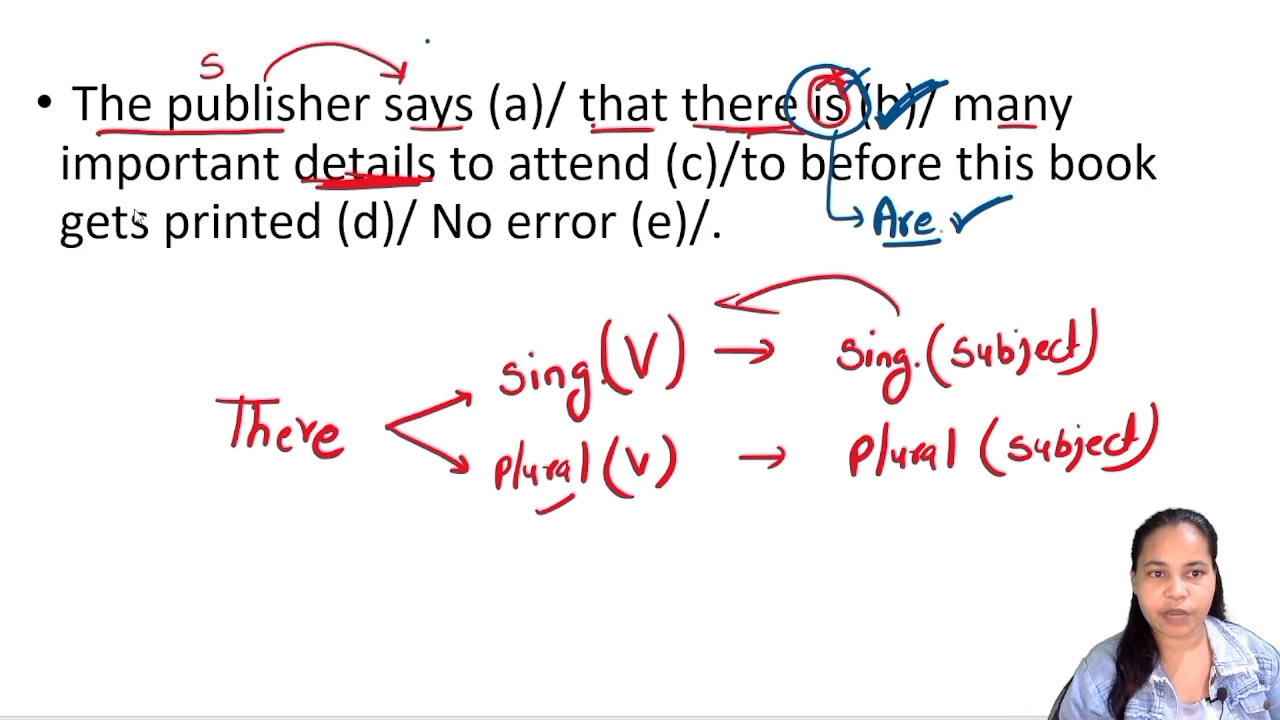 S
• The publisher says (a)/ that there is (b)/ many
important details to attend (c)/to before this book
gets printed (d)/ No error (e)/.
Are.
There
sing.(V) → sing.(subject)
plural(V) → plural(subject)